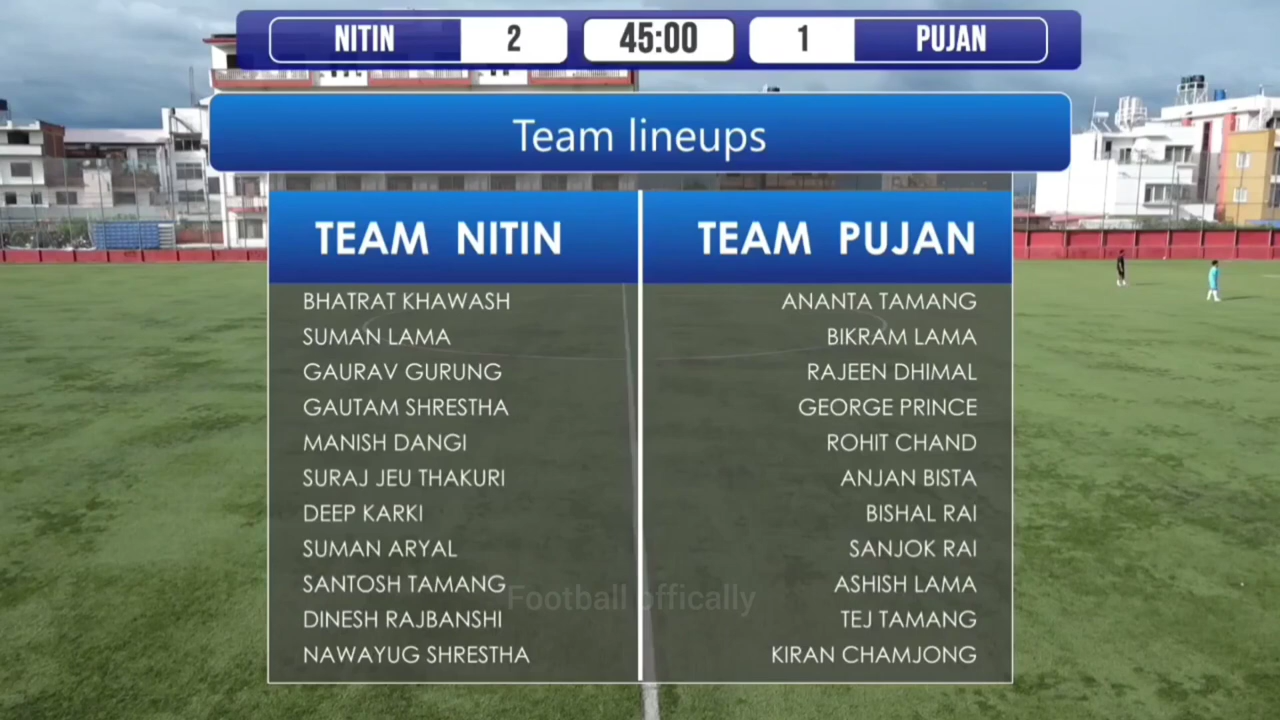 NITIN 2 45:00 1 PUJAN
Team lineups
TEAM NITIN TEAM PUJAN
BHATRAT KHAWASH ANANTA TAMANG
SUMAN LAMA BIKRAM LAMA
GAURAV GURUNG RAJEEN DHIMAL
GAUTAM SHRESTHA GEORGE PRINCE
MANISH DANGI ROHIT CHAND
SURAJ JEU THAKURI ANJAN BISTA
DEEP KARKI BISHAL RAI
SUMAN ARYAL SANJOK RAI
SANTOSH TAMANG ASHISH LAMA
Football offically
DINESH RAJBANSHI TEJ TAMANG
NAWAYUG SHRESTHA KIRAN CHAMJONG